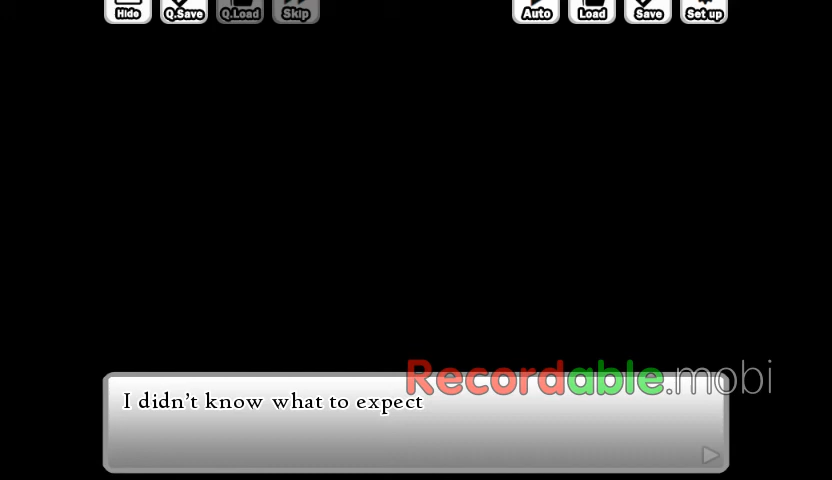 Hide Q.Save Q.Load Skip Auto Load Save Set up
Recordable.mobi
I didn't know what to expect